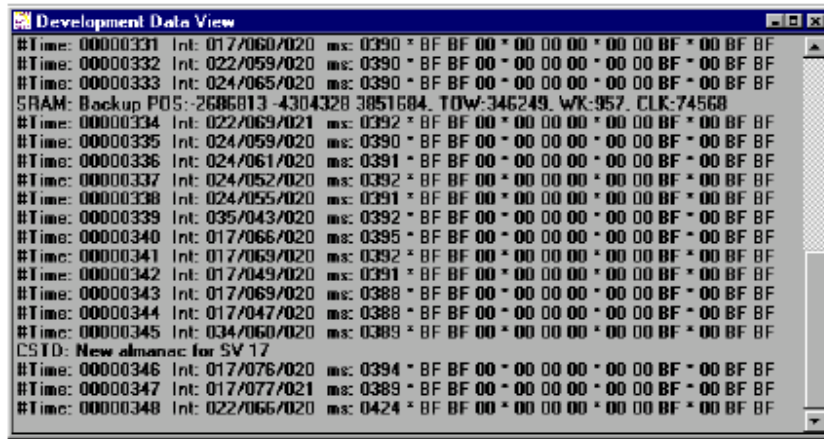 Development Data View
#Time: 00000331 Int: 017/060/020 ms: 0390 * BF BF 00 * 00 00 00 * 00 00 BF * 00 BF BF
#Time: 00000332 Int: 022/059/020 ms: 0390 * BF BF 00 * 00 00 00 * 00 00 BF * 00 BF BF
#Time: 00000333 Int: 024/065/020 ms: 0390 * BF BF 00 * 00 00 00 * 00 00 BF * 00 BF BF
SRAM: Backup POS:-2686813 -4304328 3851684, TOW:346249, WK:957, CLK:74568
#Time: 00000334 Int: 022/069/021 ms: 0392 * BF BF 00 * 00 00 00 * 00 00 BF * 00 BF BF
#Time: 00000335 Int: 024/059/020 ms: 0390 * BF BF 00 * 00 00 00 * 00 00 BF * 00 BF BF
#Time: 00000336 Int: 024/061/020 ms: 0391 * BF BF 00 * 00 00 00 * 00 00 BF * 00 BF BF
#Time: 00000337 Int: 024/052/020 ms: 0392 * BF BF 00 * 00 00 00 * 00 00 BF * 00 BF BF
#Time: 00000338 Int: 024/055/020 ms: 0391 * BF BF 00 * 00 00 00 * 00 00 BF * 00 BF BF
#Time: 00000339 Int: 035/043/020 ms: 0392 * BF BF 00 * 00 00 00 * 00 00 BF * 00 BF BF
#Time: 00000340 Int: 017/066/020 ms: 0395 * BF BF 00 * 00 00 00 * 00 00 BF * 00 BF BF
#Time: 00000341 Int: 017/069/020 ms: 0392 * BF BF 00 * 00 00 00 * 00 00 BF * 00 BF BF
#Time: 00000342 Int: 017/049/020 ms: 0391 * BF BF 00 * 00 00 00 * 00 00 BF * 00 BF BF
#Time: 00000343 Int: 017/069/020 ms: 0388 * BF BF 00 * 00 00 00 * 00 00 BF * 00 BF BF
#Time: 00000344 Int: 017/047/020 ms: 0388 * BF BF 00 * 00 00 00 * 00 00 BF * 00 BF BF
#Time: 00000345 Int: 034/060/020 ms: 0389 * BF BF 00 * 00 00 00 * 00 00 BF * 00 BF BF
CSTD: New almanac for SV 17
#Time: 00000346 Int: 017/076/020 ms: 0394 * BF BF 00 * 00 00 00 * 00 00 BF * 00 BF BF
#Time: 00000347 Int: 017/077/021 ms: 0389 * BF BF 00 * 00 00 00 * 00 00 BF * 00 BF BF
#Time: 00000348 Int: 022/066/020 ms: 0424 * BF BF 00 * 00 00 00 * 00 00 BF * 00 BF BF